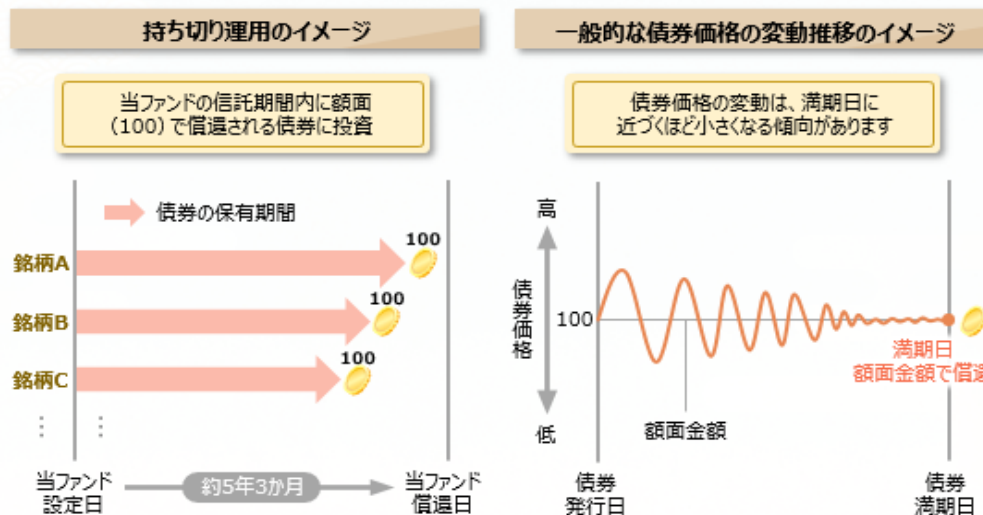 持ち切り運用のイメージ
当ファンドの信託期間内に額面
（100）で償還される債券に投資
債券の保有期間
銘柄A
100
銘柄B
100
銘柄C
100
当ファンド
設定日
約5年3か月
当ファンド
償還日
一般的な債券価格の変動推移のイメージ
債券価格の変動は、満期日に
近づくほど小さくなる傾向があります
高
債券価格
低
100
額面金額
満期日
額面金額で償還
債券
発行日
債券
満期日